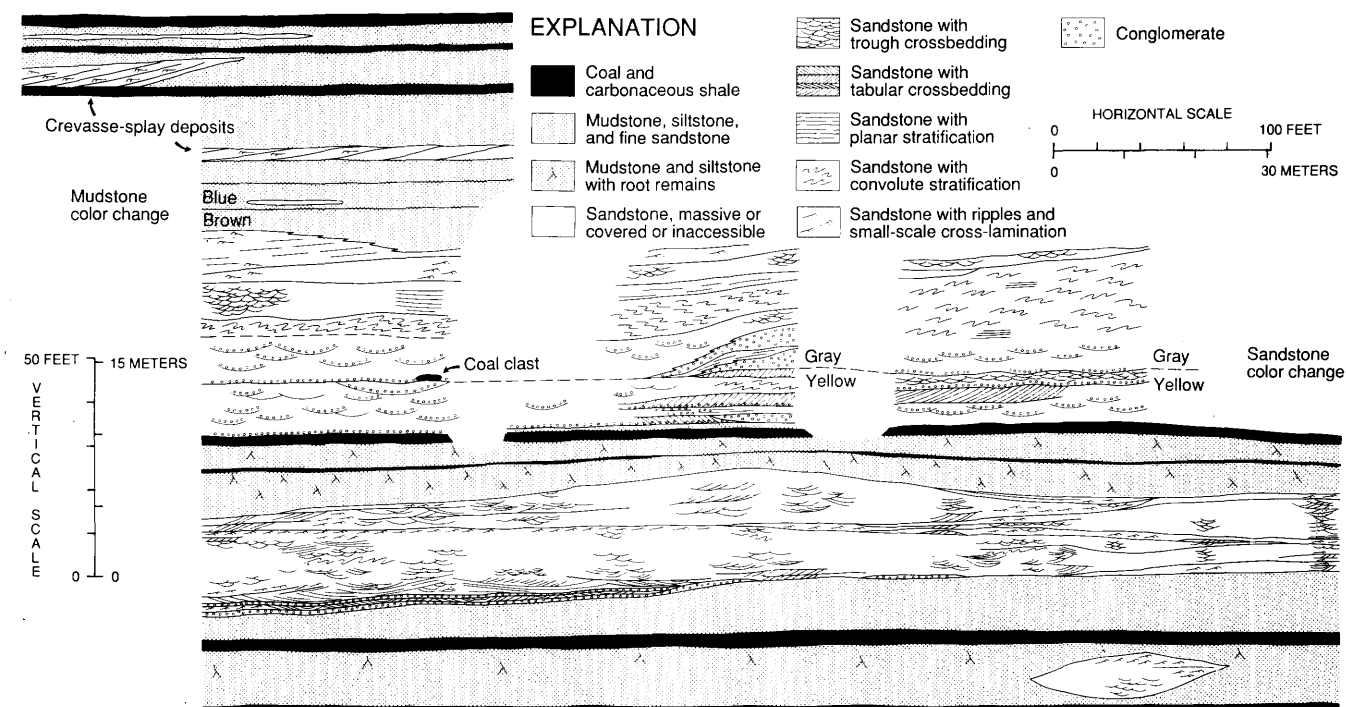 EXPLANATION
Coal and
carbonaceous shale
Mudstone, siltstone,
and fine sandstone
Mudstone and siltstone
with root remains
Sandstone, massive or
covered or inaccessible
Sandstone with
trough crossbedding
Sandstone with
tabular crossbedding
Sandstone with
planar stratification
Sandstone with
convolute stratification
Sandstone with ripples and
small-scale cross-lamination
Conglomerate
HORIZONTAL SCALE
0 100 FEET
0 30 METERS
Crevasse-splay deposits
Mudstone
color change
Blue
Brown
Coal clast
Gray
Yellow
Gray
Yellow
Sandstone
color change
50 FEET 15 METERS
VERTICAL SCALE
0 0